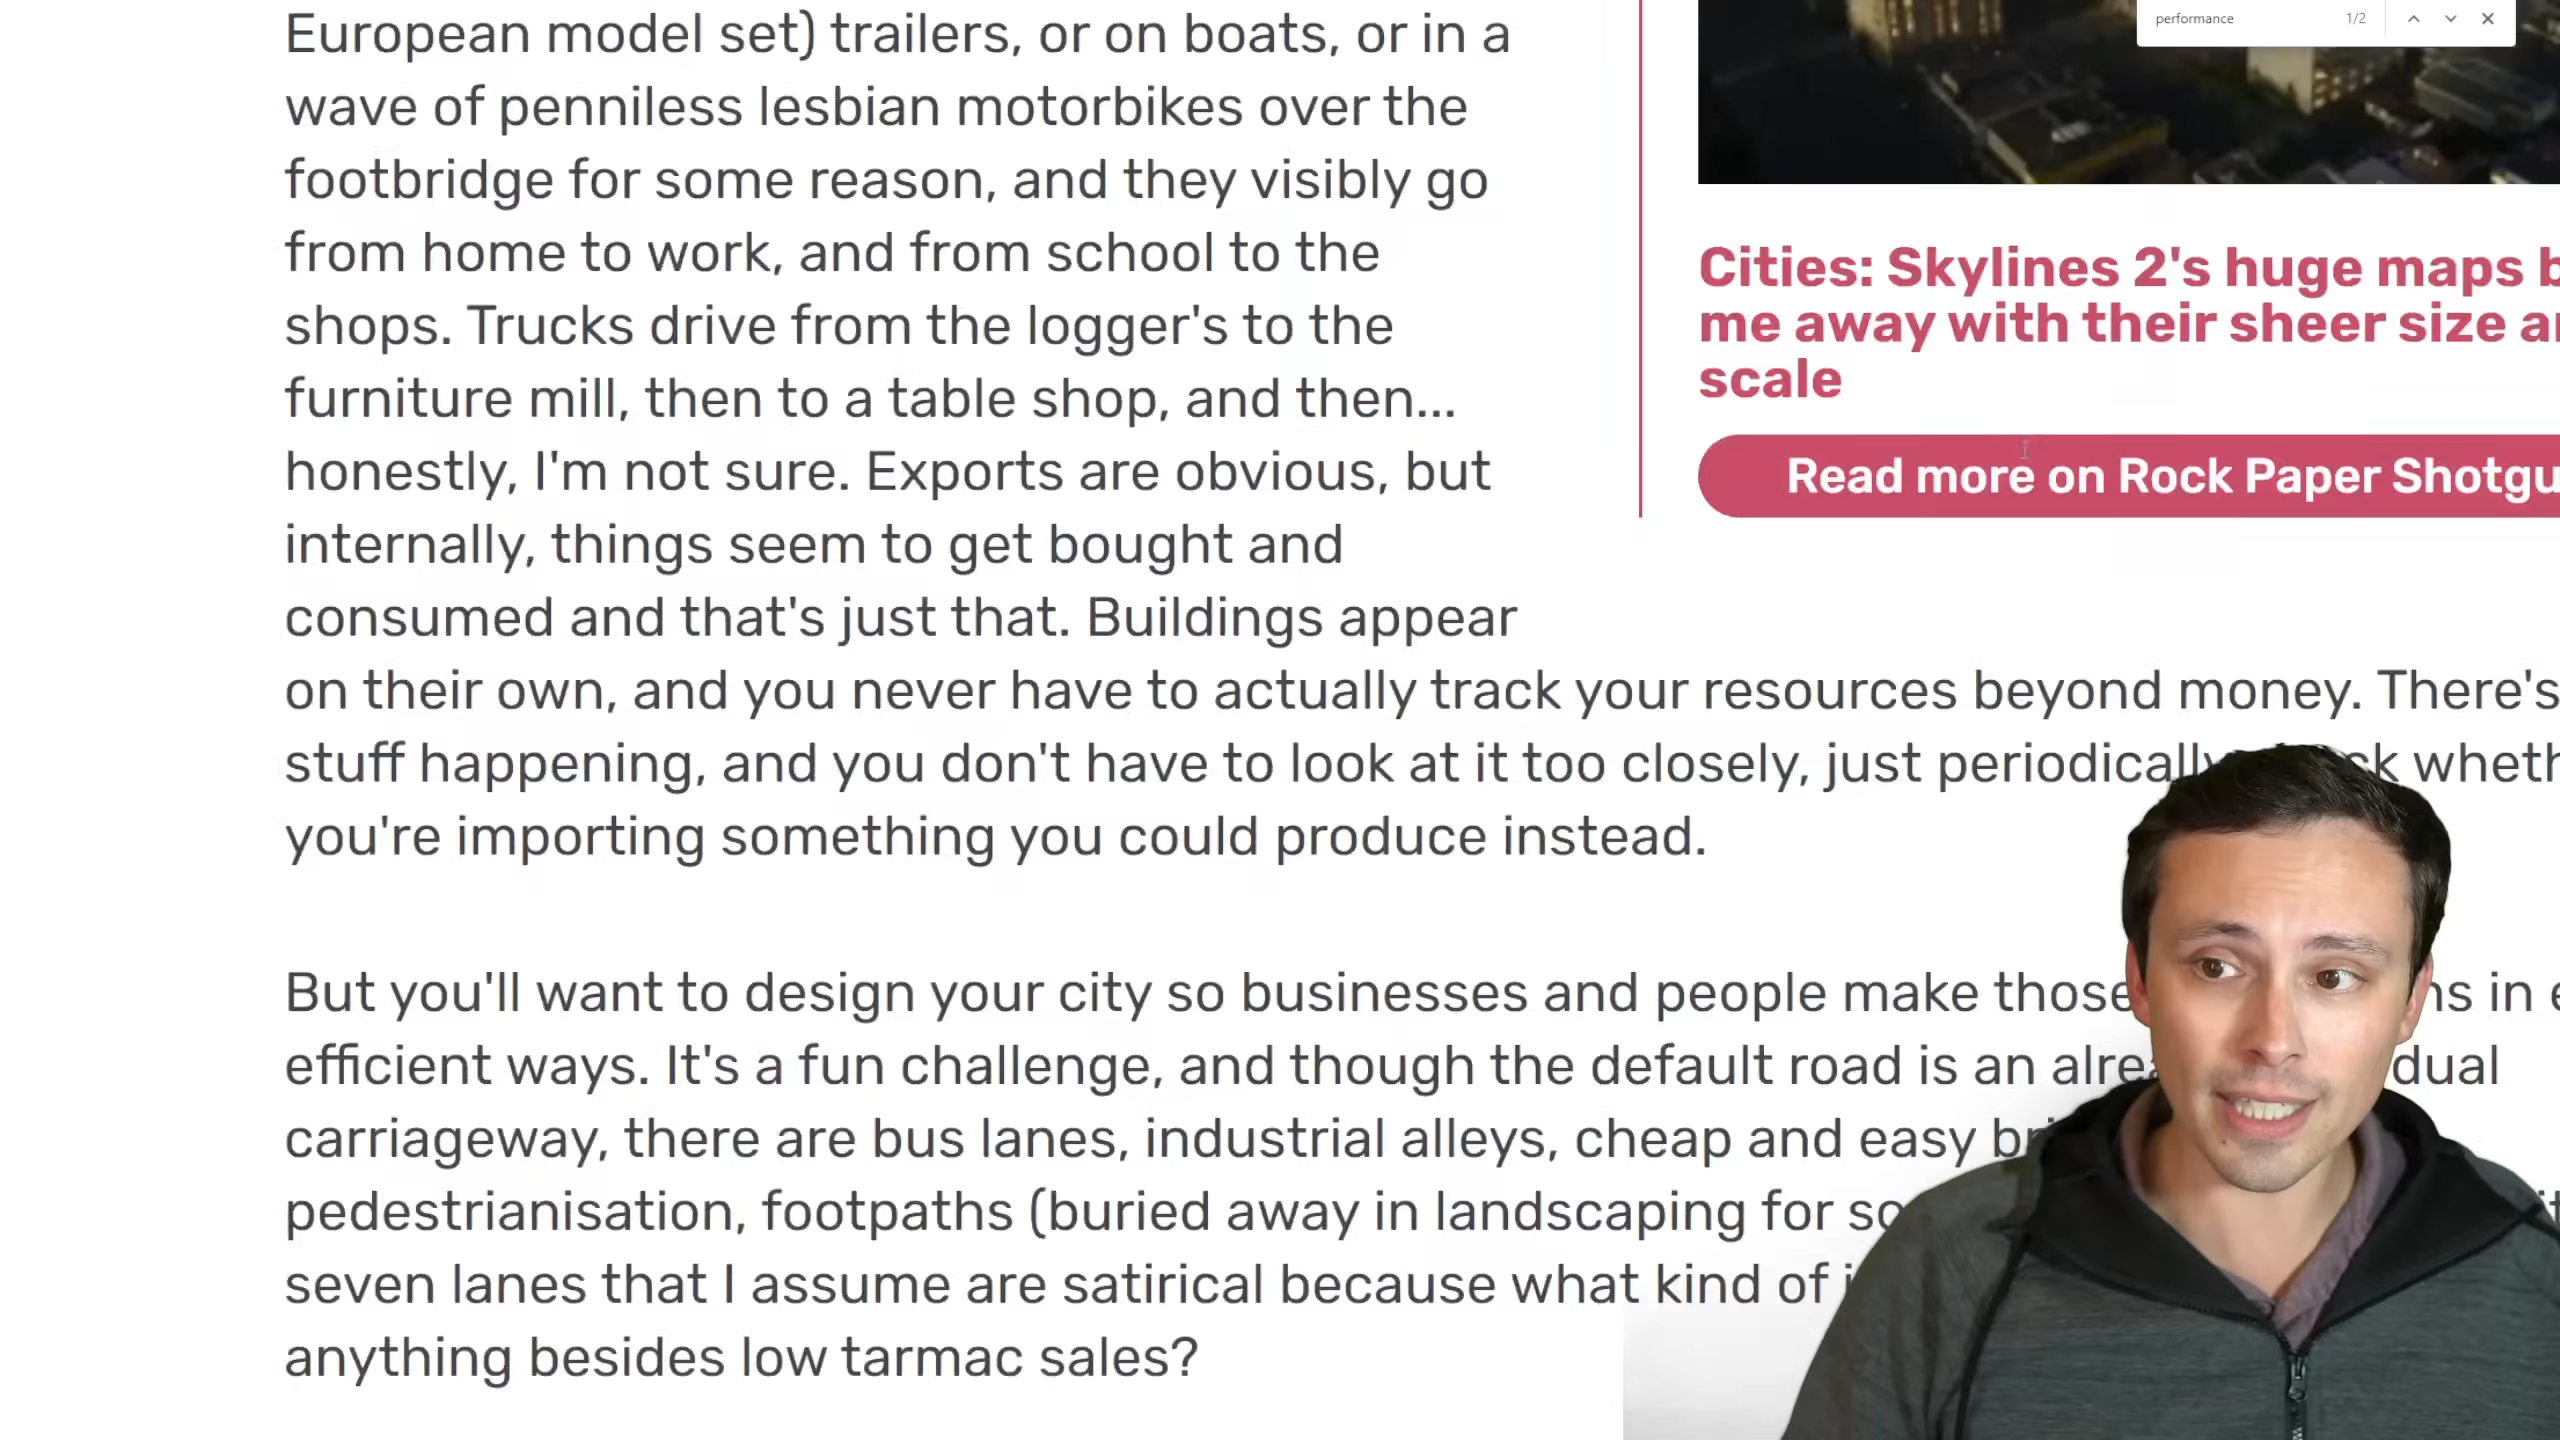 performance 1/2
European model set) trailers, or on boats, or in a
wave of penniless lesbian motorbikes over the
footbridge for some reason, and they visibly go
from home to work, and from school to the
shops. Trucks drive from the logger's to the
furniture mill, then to a table shop, and then...
honestly, I'm not sure. Exports are obvious, but
internally, things seem to get bought and
consumed and that's just that. Buildings appear
on their own, and you never have to actually track your resources beyond money. There's
stuff happening, and you don't have to look at it too closely, just periodically
you're importing something you could produce instead.
But you'll want to design your city so businesses and people make those in
efficient ways. It's a fun challenge, and though the default road is an dual
carriageway, there are bus lanes, industrial alleys, cheap and easy
pedestrianisation, footpaths (buried away in landscaping for
seven lanes that I assume are satirical because what kind of
anything besides low tarmac sales?
Cities: Skylines 2's huge maps
me away with their sheer size
scale
Read more on Rock Paper